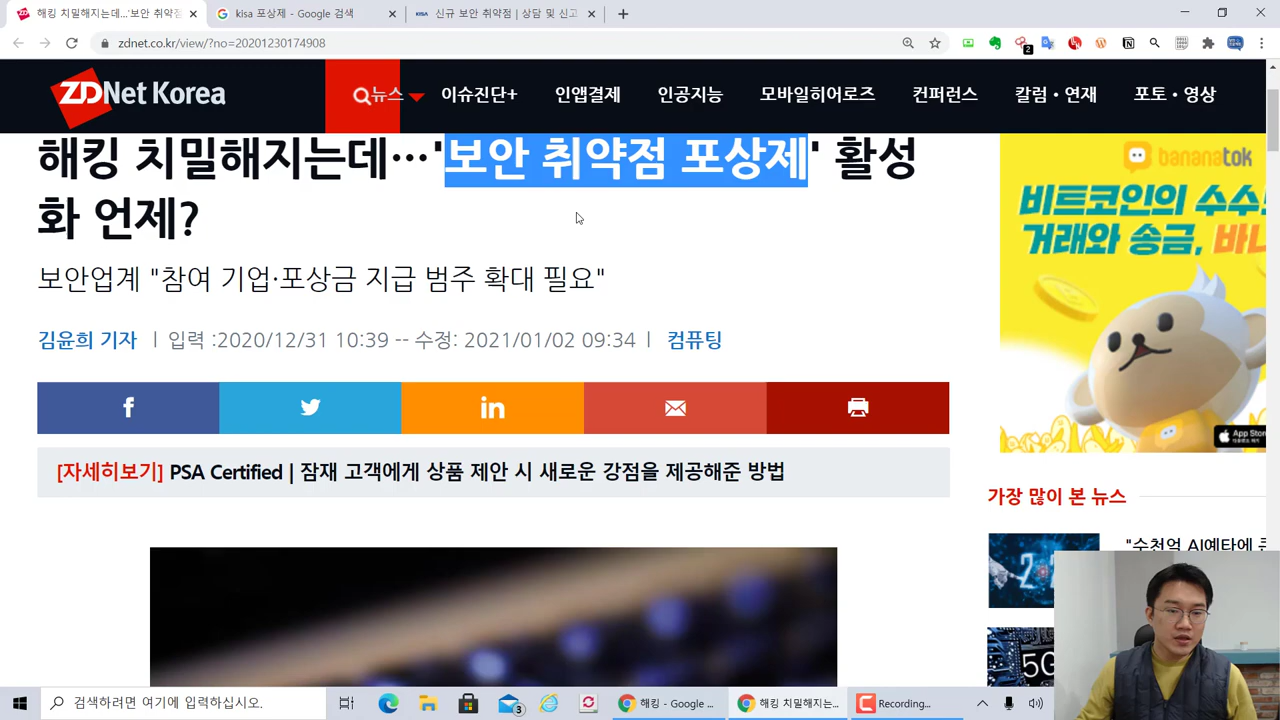 해킹 치밀해지는데...'보안 취약점
kisa 포상제 - Google 검색
KISA 신규 보안 취약점 | 상담 및 신고
zdnet.co.kr/view/?no=20201230174908
2
ZDNet Korea
뉴스
이슈진단+
인앱결제
인공지능
모바일히어로즈
컨퍼런스
칼럼・연재
포토・영상
해킹 치밀해지는데…'보안 취약점 포상제' 활성
화 언제?
보안업계 "참여 기업·포상금 지급 범주 확대 필요"
김윤희 기자 | 입력 :2020/12/31 10:39 -- 수정: 2021/01/02 09:34 | 컴퓨팅
[자세히보기] PSA Certified | 잠재 고객에게 상품 제안 시 새로운 강점을 제공해준 방법
bananatok
비트코인의 수수
거래와 송금, 바
App Store
가장 많이 본 뉴스
"수천억 AI예타에
5G
검색하려면 여기에 입력하십시오.
3
해킹 - Google ...
해킹 치밀해지는...
Recording...